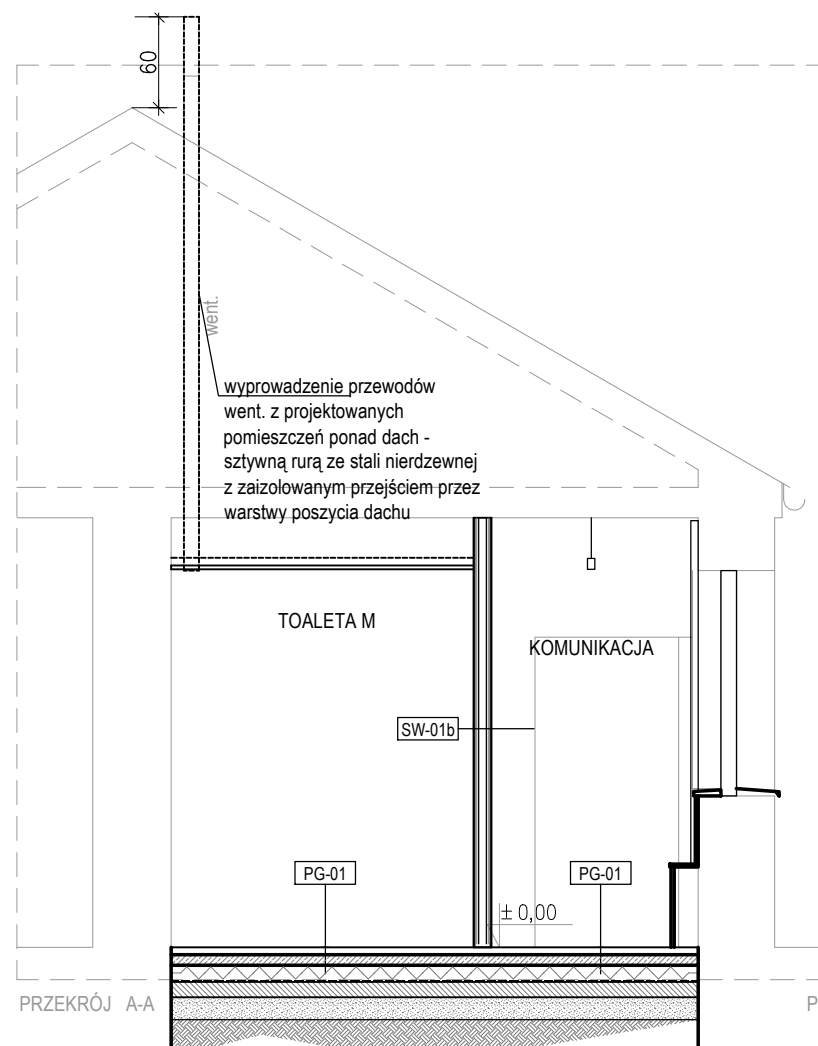 60
went.
wyprowadzenie przewodów
went. z projektowanych
pomieszczeń ponad dach -
sztywną rurą ze stali nierdzewnej
z zaizolowanym przejściem przez
warstwy poszycia dachu
TOALETA M
KOMUNIKACJA
SW-01b
PG-01
PG-01
± 0,00
PRZEKRÓJ A-A
P